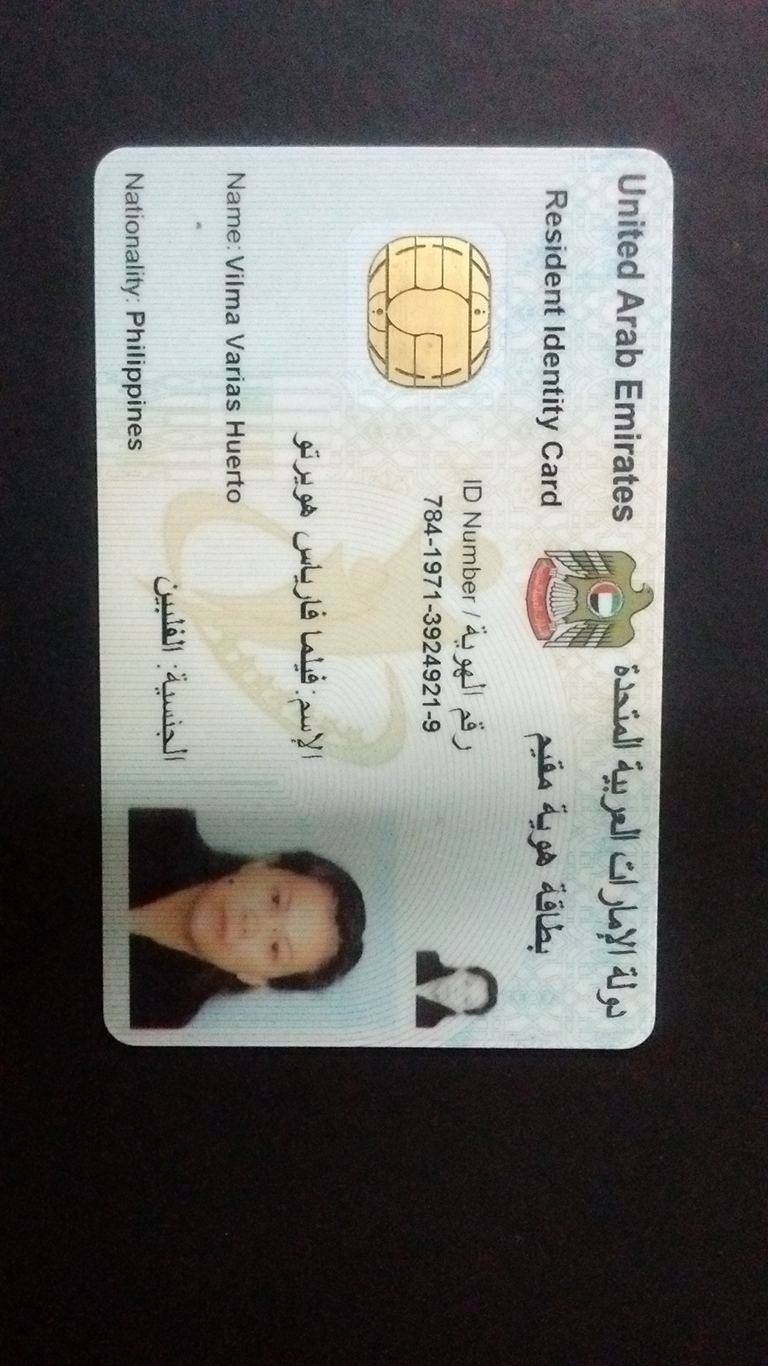 United Arab Emirates
دولة الإمارات العربية المتحدة
Resident Identity Card
بطاقة هوية مقيم
ID Number / رقم الهوية
784-1971-3924921-9
الإسم: فيلما فارياس هويرتو
Name: Vilma Varias Huerto
الجنسية: الفلبين
Nationality: Philippines